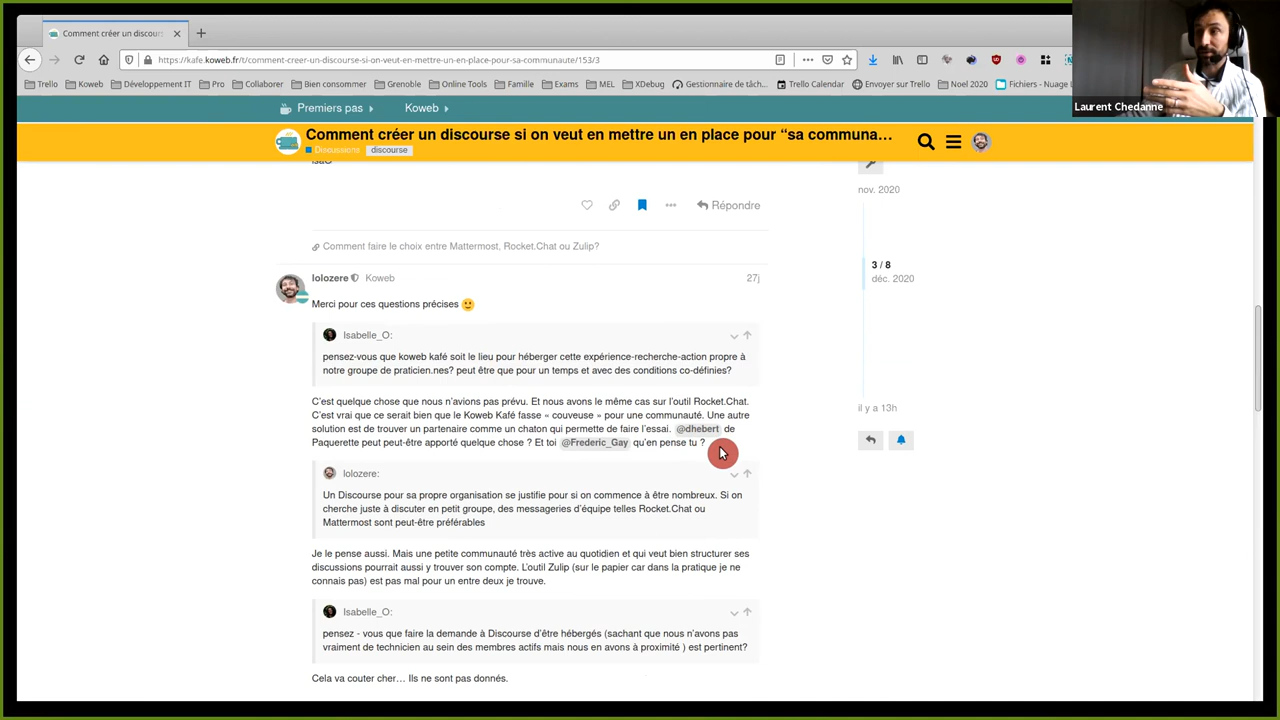 Comment créer un discours
https://kafe.koweb.fr/t/comment-creer-un-discourse-si-on-veut-en-mettre-un-en-place-pour-sa-communaute/153/3
Trello
Koweb
Développement IT
Pro
Collaborer
Bien consommer
Grenoble
Online Tools
Famille
Exams
MEL
XDebug
Gestionnaire de tâch...
Trello Calendar
Envoyer sur Trello
Noel 2020
Fichiers - Nuage
Laurent Chedanne
Premiers pas
Koweb
Comment créer un discourse si on veut en mettre un en place pour “sa communa…
Discussions
discourse
IsaO
Répondre
Comment faire le choix entre Mattermost, Rocket.Chat ou Zulip?
lolozere
Koweb
27j
Merci pour ces questions précises
Isabelle_O:
pensez-vous que koweb kafé soit le lieu pour héberger cette expérience-recherche-action propre à
notre groupe de praticien.nes? peut être que pour un temps et avec des conditions co-définies?
C’est quelque chose que nous n’avions pas prévu. Et nous avons le même cas sur l’outil Rocket.Chat.
C’est vrai que ce serait bien que le Koweb Kafé fasse « couveuse » pour une communauté. Une autre
solution est de trouver un partenaire comme un chaton qui permette de faire l’essai. @dhebert de
Paquerette peut peut-être apporté quelque chose ? Et toi @Frederic_Gay qu’en pense tu ?
lolozere:
Un Discourse pour sa propre organisation se justifie pour si on commence à être nombreux. Si on
cherche juste à discuter en petit groupe, des messageries d’équipe telles Rocket.Chat ou
Mattermost sont peut-être préférables
Je le pense aussi. Mais une petite communauté très active au quotidien et qui veut bien structurer ses
discussions pourrait aussi y trouver son compte. L’outil Zulip (sur le papier car dans la pratique je ne
connais pas) est pas mal pour un entre deux je trouve.
Isabelle_O:
pensez - vous que faire la demande à Discourse d’être hébergés (sachant que nous n’avons pas
vraiment de technicien au sein des membres actifs mais nous en avons à proximité ) est pertinent?
Cela va couter cher… Ils ne sont pas donnés.
nov. 2020
3 / 8
déc. 2020
il y a 13h